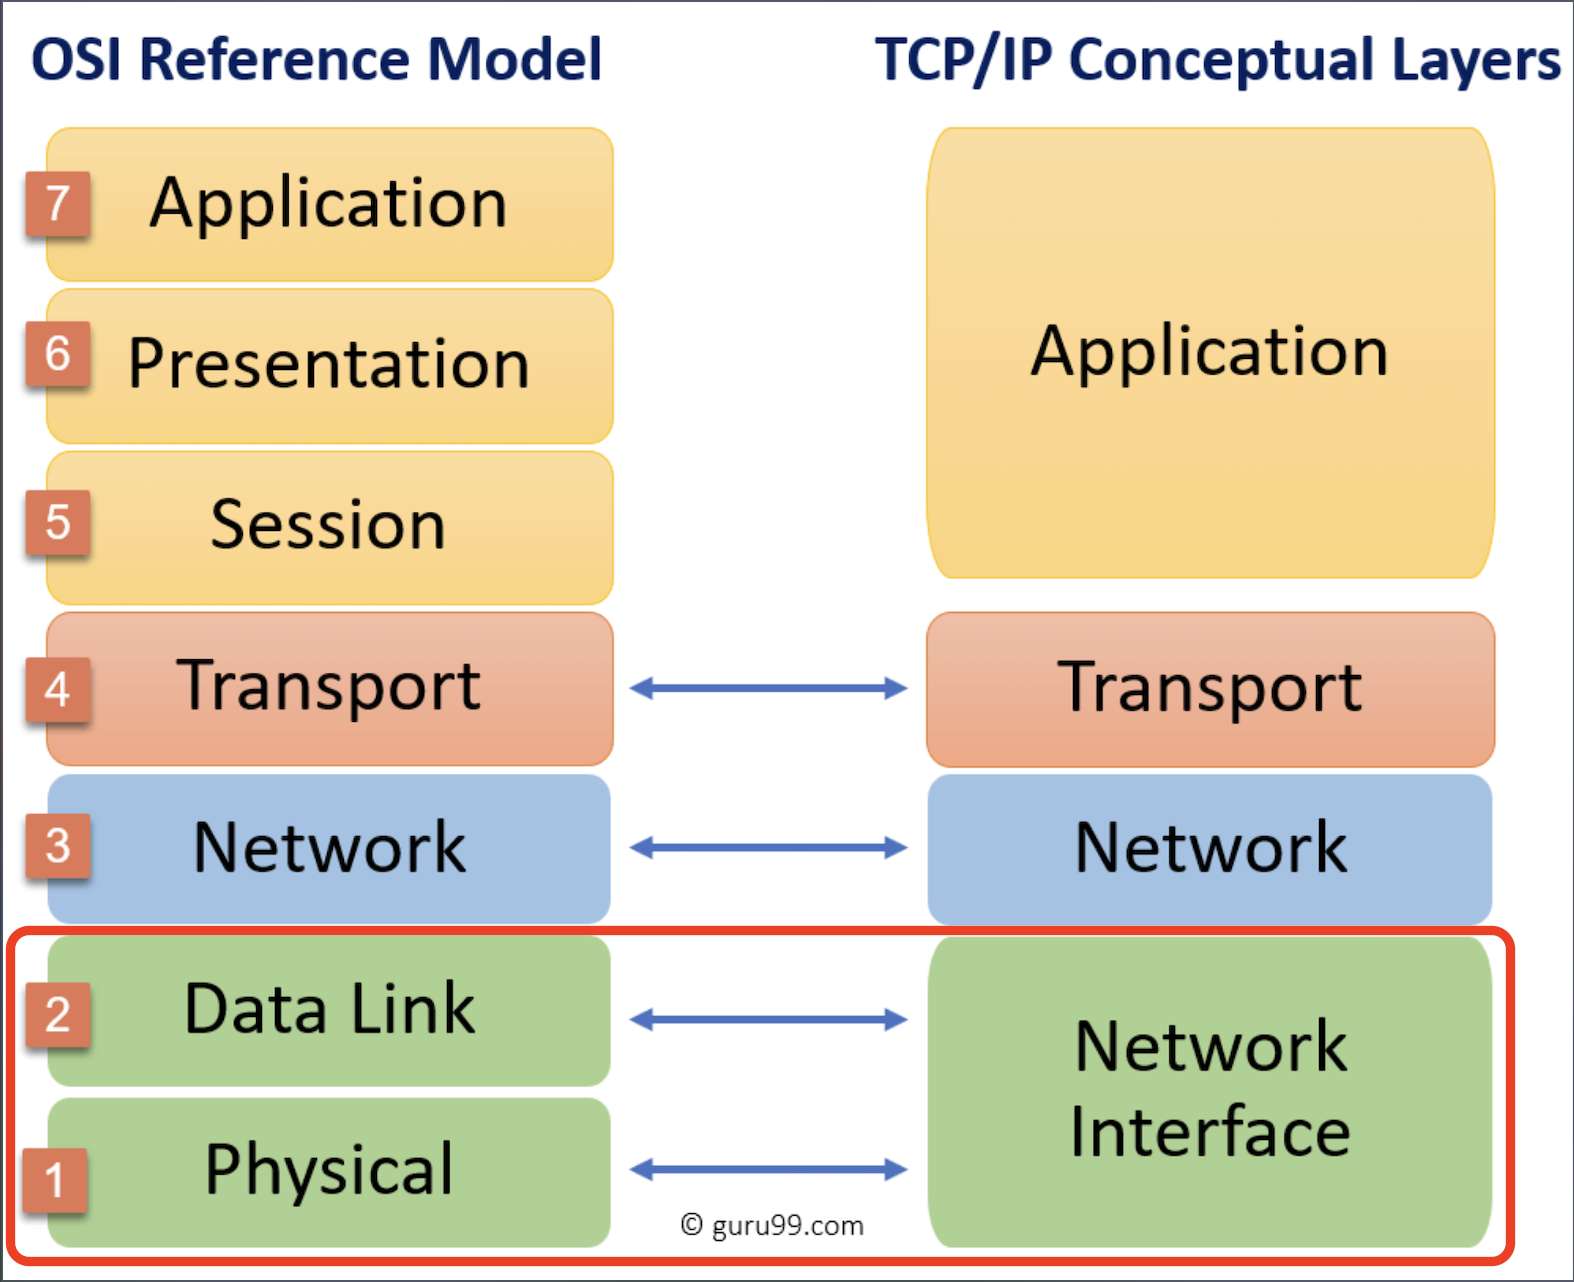 OSI Reference Model
TCP/IP Conceptual Layers
7
Application
6
Presentation
5
Session
Application
4
Transport
Transport
3
Network
Network
2
Data Link
1
Physical
Network
Interface
© guru99.com